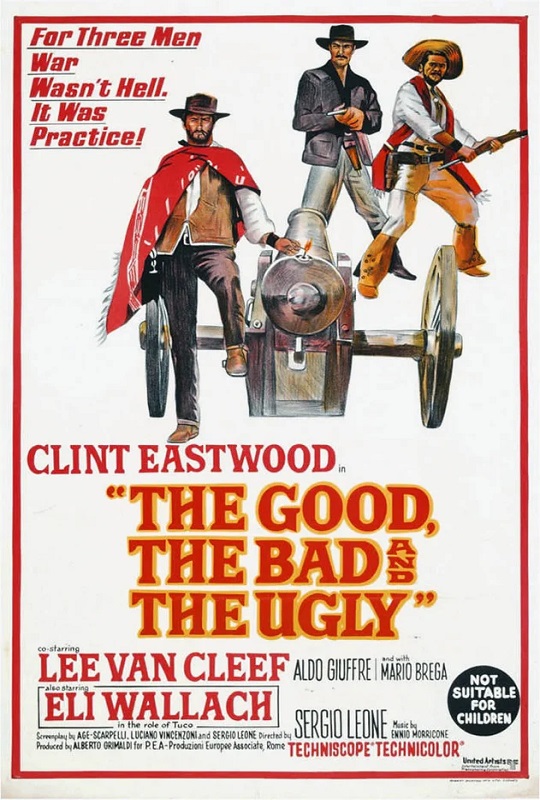 For Three Men
War
Wasn't Hell.
It Was
Practice!
CLINT EASTWOOD in
"THE GOOD,
THE BAD AND
THE UGLY"
co-starring
LEE VAN CLEEF ALDO GIUFFRE and with MARIO BREGA
also starring
ELI WALLACH
in the role of Tuco
Screenplay by AGE-SCARPELLI, LUCIANO VINCENZONI and SERGIO LEONE Directed by SERGIO LEONE Music by ENNIO MORRICONE
Produced by ALBERTO GRIMALDI for P.E.A-Produzioni Europee Associate, Rome TECHNISCOPE® TECHNICOLOR®
NOT
SUITABLE
FOR
CHILDREN
United Artists